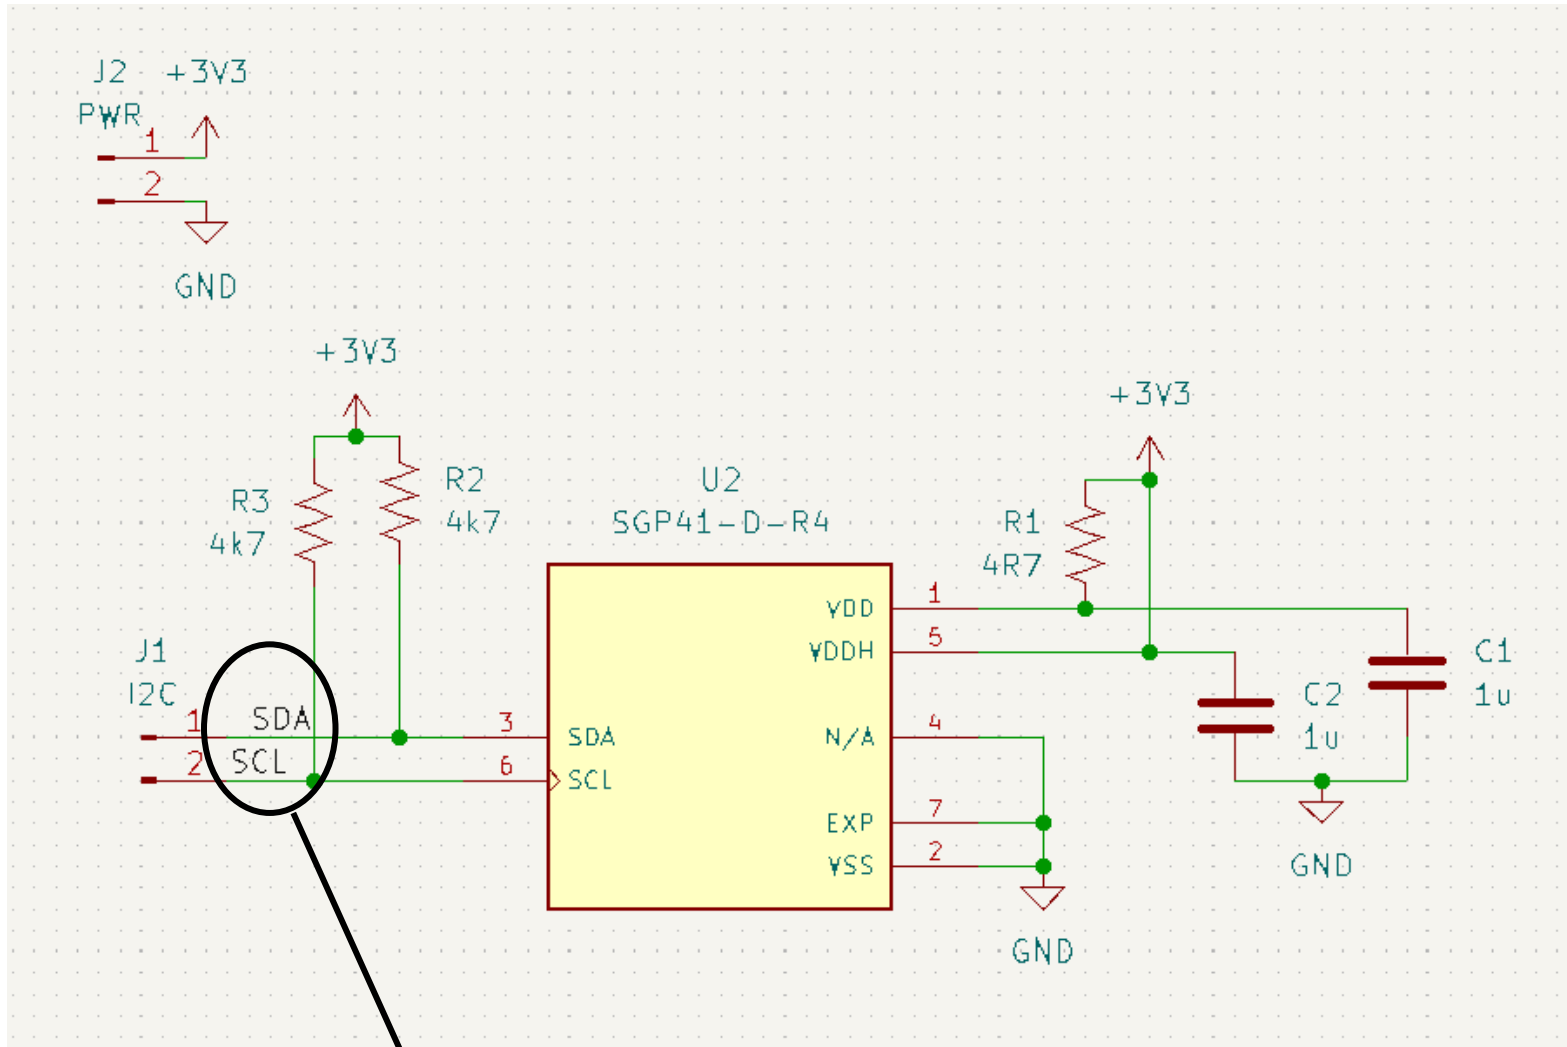 J2 +3V3
PWR
1
2
GND
+3V3
+3V3
R3
4k7
R2
4k7
U2
SGP41-D-R4
R1
4R7
J1
I2C
1 SDA
2 SCL
3 SDA
6 SCL
VDD 1
VDDH 5
N/A 4
EXP 7
VSS 2
C2
1u
C1
1u
GND
GND